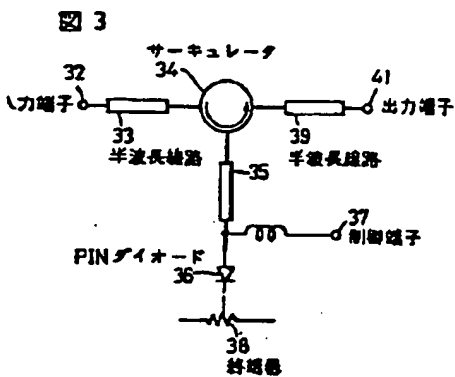 図 3
サーキュレータ
34
32
入力端子
33
半波長線路
41
出力端子
39
半波長線路
35
37
制御端子
PINダイオード
36
38
終端器